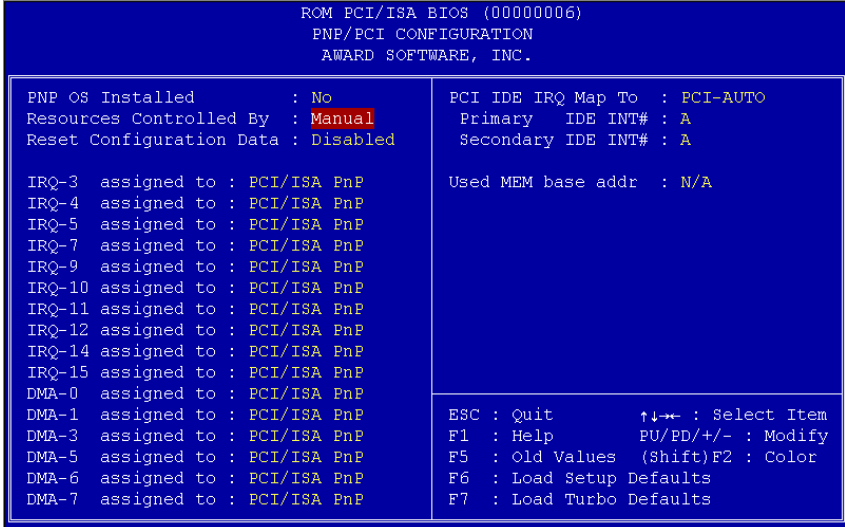 ROM PCI/ISA BIOS (00000006)
PNP/PCI CONFIGURATION
AWARD SOFTWARE, INC.
PNP OS Installed : No
Resources Controlled By : Manual
Reset Configuration Data : Disabled
IRQ-3 assigned to : PCI/ISA PnP
IRQ-4 assigned to : PCI/ISA PnP
IRQ-5 assigned to : PCI/ISA PnP
IRQ-7 assigned to : PCI/ISA PnP
IRQ-9 assigned to : PCI/ISA PnP
IRQ-10 assigned to : PCI/ISA PnP
IRQ-11 assigned to : PCI/ISA PnP
IRQ-12 assigned to : PCI/ISA PnP
IRQ-14 assigned to : PCI/ISA PnP
IRQ-15 assigned to : PCI/ISA PnP
DMA-0 assigned to : PCI/ISA PnP
DMA-1 assigned to : PCI/ISA PnP
DMA-3 assigned to : PCI/ISA PnP
DMA-5 assigned to : PCI/ISA PnP
DMA-6 assigned to : PCI/ISA PnP
DMA-7 assigned to : PCI/ISA PnP
PCI IDE IRQ Map To : PCI-AUTO
Primary IDE INT# : A
Secondary IDE INT# : A
Used MEM base addr : N/A
ESC : Quit ↑↓→← : Select Item
F1 : Help PU/PD/+/- : Modify
F5 : Old Values (Shift)F2 : Color
F6 : Load Setup Defaults
F7 : Load Turbo Defaults